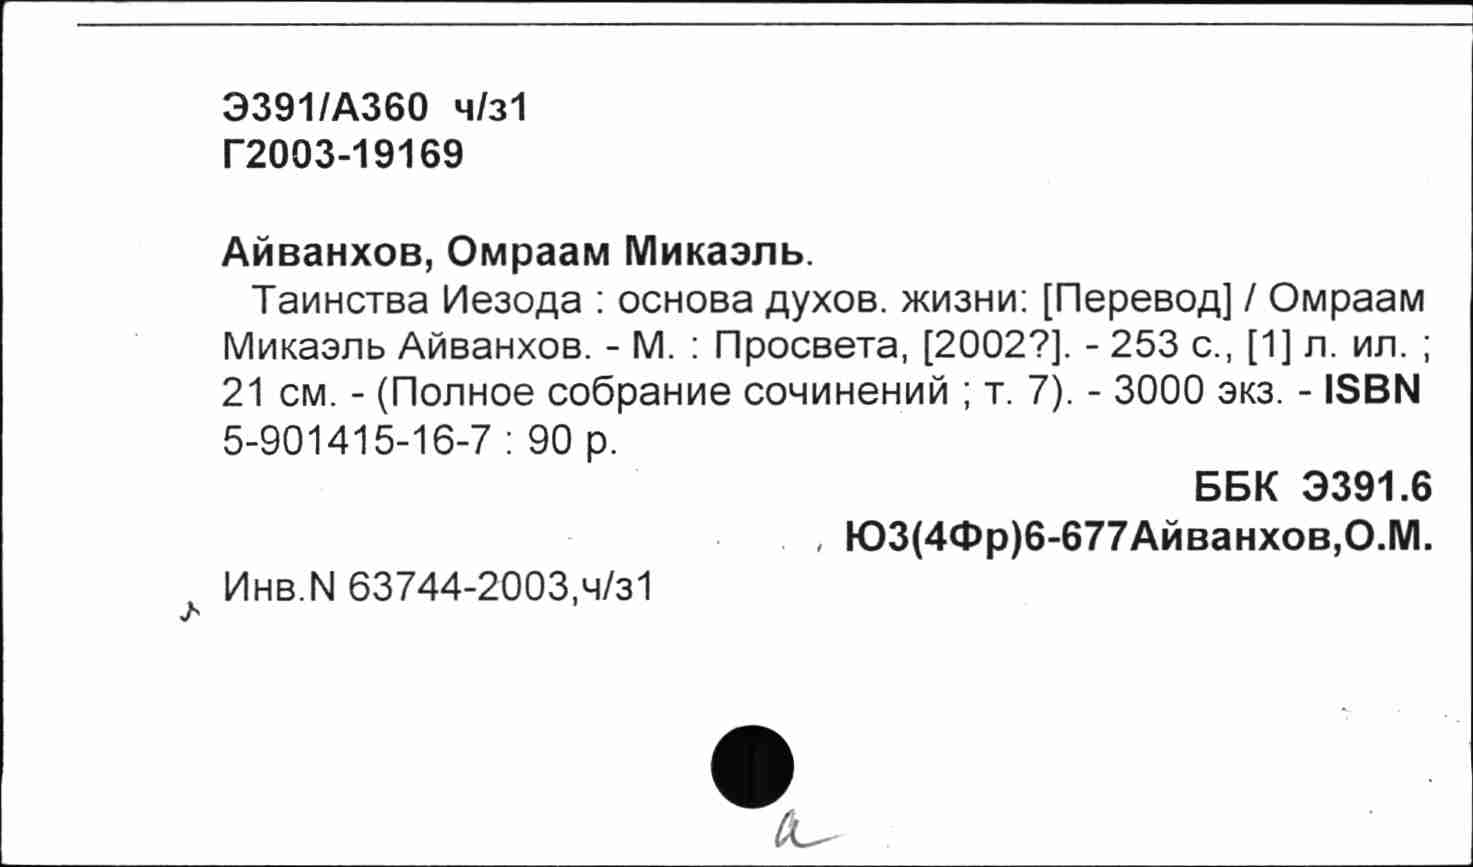 Э391/А360 ч/з1
Г2003-19169
Айванхов, Омраам Микаэль.
Таинства Иезода : основа духов. жизни: [Перевод] / Омраам
Микаэль Айванхов. - М. : Просвета, [2002?]. - 253 с., [1] л. ил. ;
21 см. - (Полное собрание сочинений ; т. 7). - 3000 экз. - ISBN
5-901415-16-7 : 90 р.
ББК Э391.6
Ю3(4Фр)6-677Айванхов,О.М.
Инв.N 63744-2003,ч/з1
а